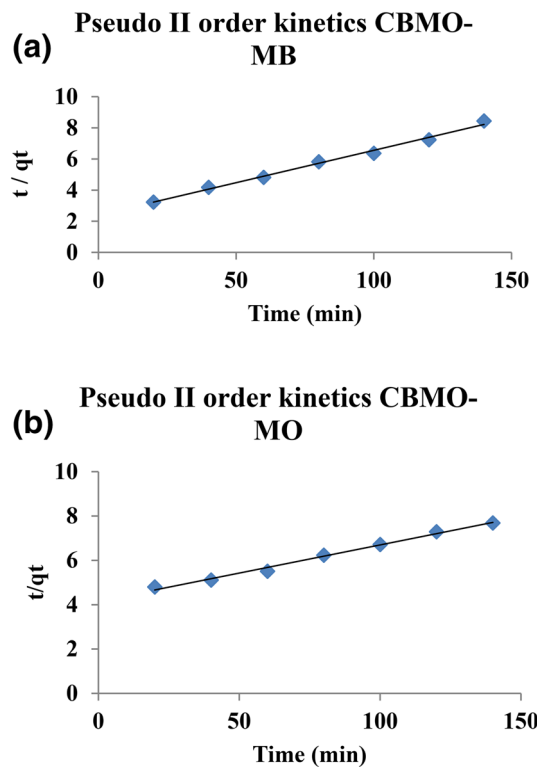 (a)
Pseudo II order kinetics CBMO-
MB
t / qt
10
8
6
4
2
0
0 50 100 150
Time (min)
(b)
Pseudo II order kinetics CBMO-
MO
t/qt
10
8
6
4
2
0
0 50 100 150
Time (min)